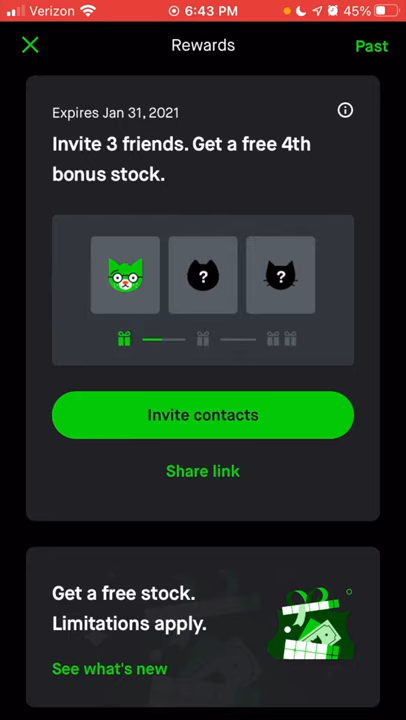 Verizon 6:43 PM 45%
Rewards Past
Expires Jan 31, 2021
Invite 3 friends. Get a free 4th
bonus stock.
? ?
Invite contacts
Share link
Get a free stock.
Limitations apply.
See what's new